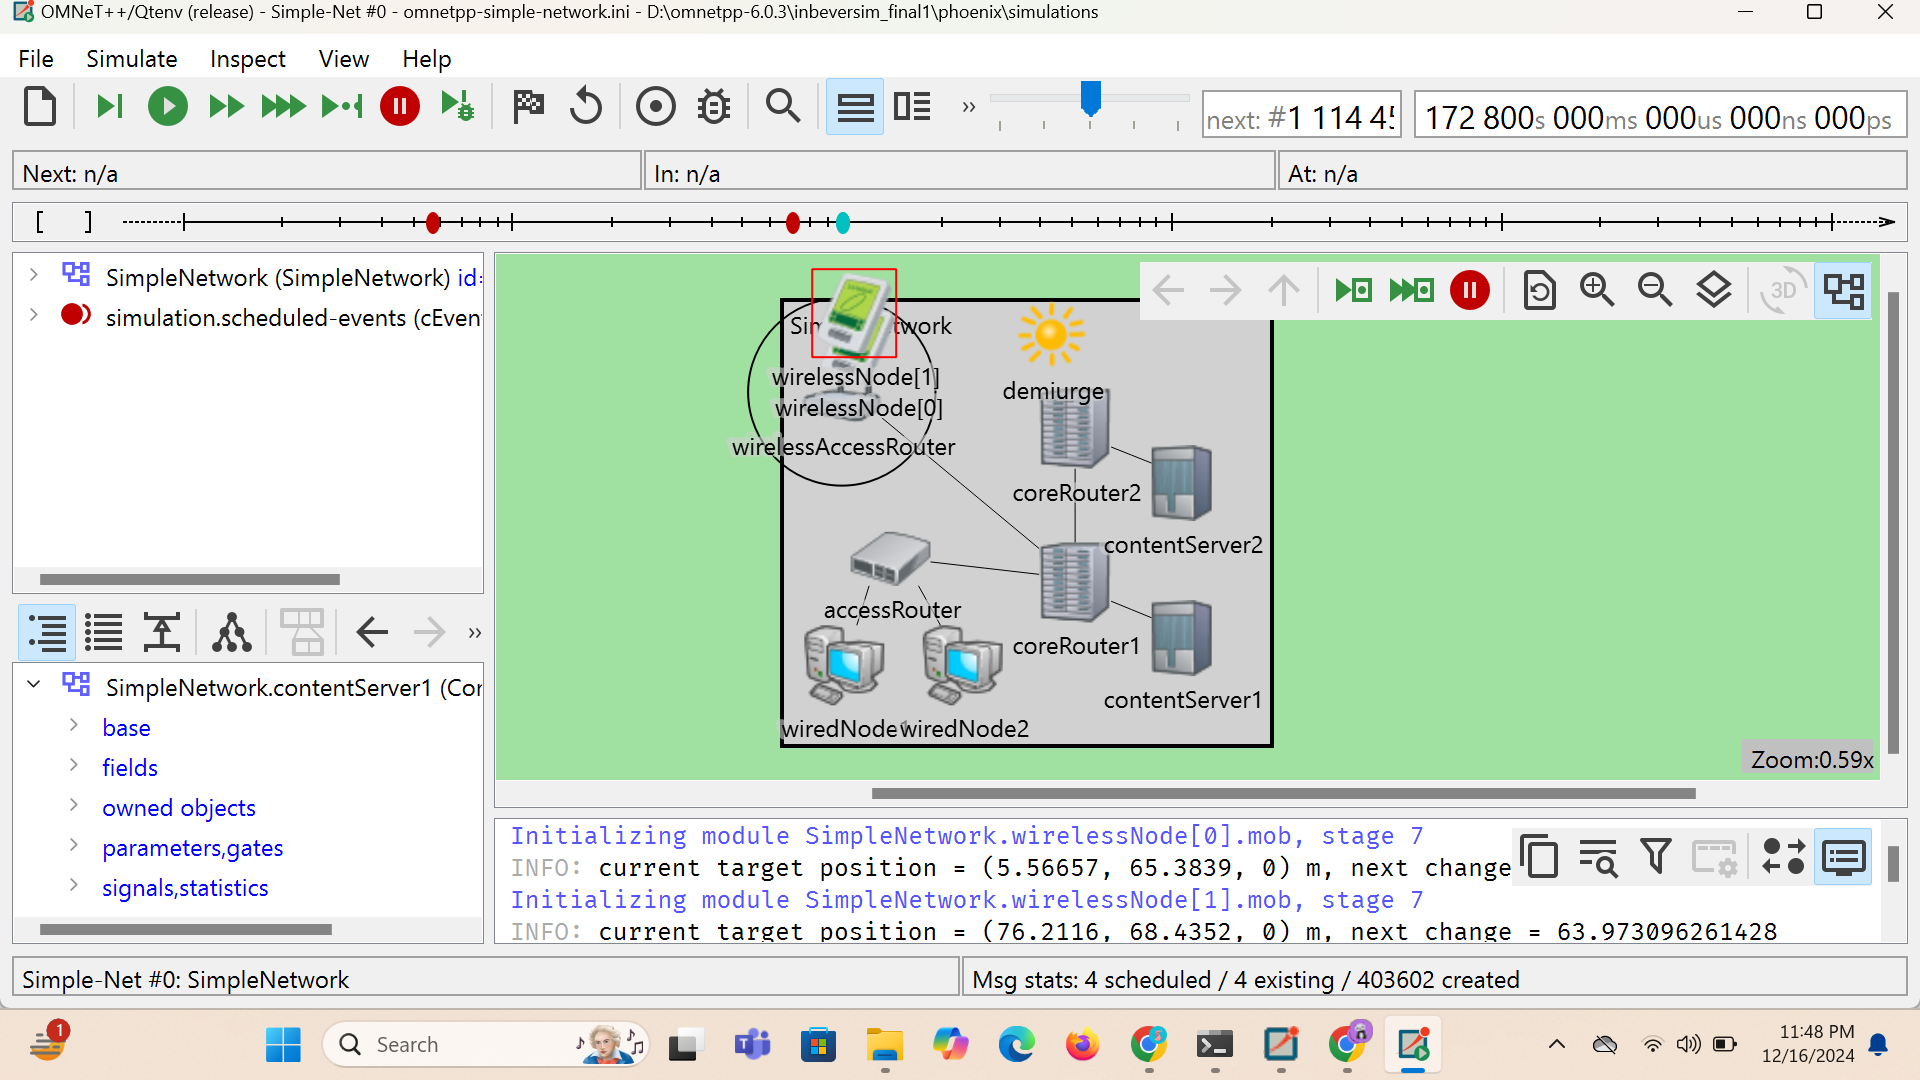 OMNeT++/Qtenv (release) - Simple-Net #0 - omnetpp-simple-network.ini - D:\omnetpp-6.0.3\inbeversim_final1\phoenix\simulations
File Simulate Inspect View Help
next: #1 114 45
172 800s 000ms 000us 000ns 000ps
Next: n/a
In: n/a
At: n/a
[ ]
SimpleNetwork (SimpleNetwork) id=
simulation.scheduled-events (cEven
3D
wirelessNode[1]
demiurge
wirelessNode[0]
wirelessAccessRouter
coreRouter2
contentServer2
accessRouter
coreRouter1
contentServer1
wiredNode1
wiredNode2
Zoom:0.59x
SimpleNetwork.contentServer1 (Cor
base
fields
owned objects
parameters,gates
signals,statistics
Initializing module SimpleNetwork.wirelessNode[0].mob, stage 7
INFO: current target position = (5.56657, 65.3839, 0) m, next change
Initializing module SimpleNetwork.wirelessNode[1].mob, stage 7
INFO: current target position = (76.2116, 68.4352, 0) m, next change = 63.973096261428
Simple-Net #0: SimpleNetwork
Msg stats: 4 scheduled / 4 existing / 403602 created
1
Search
11:48 PM
12/16/2024